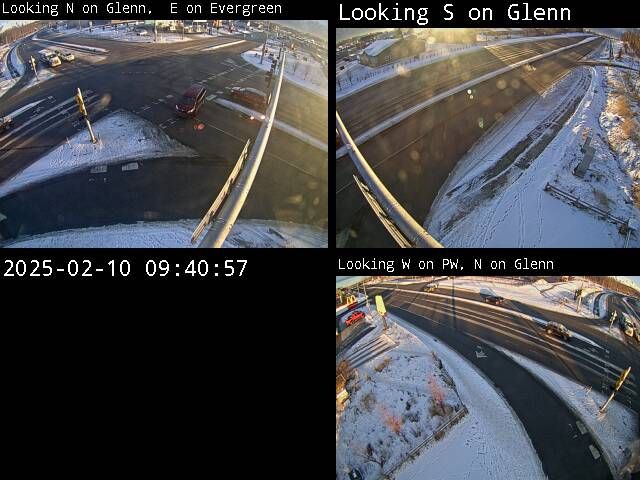 Looking N on Glenn,  E on Evergreen
Looking S on Glenn
2025-02-10 09:40:57
Looking W on PW, N on Glenn